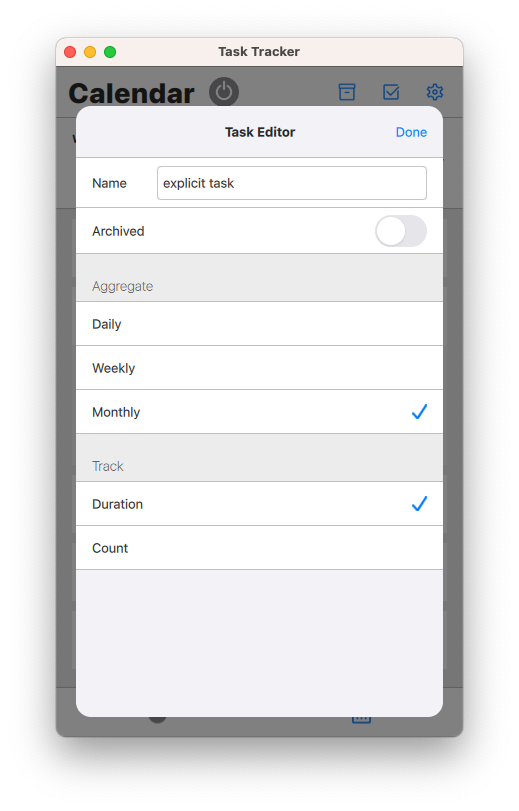 Task Tracker
Calendar
Task Editor
Done
Name
explicit task
Archived
Aggregate
Daily
Weekly
Monthly
Track
Duration
Count